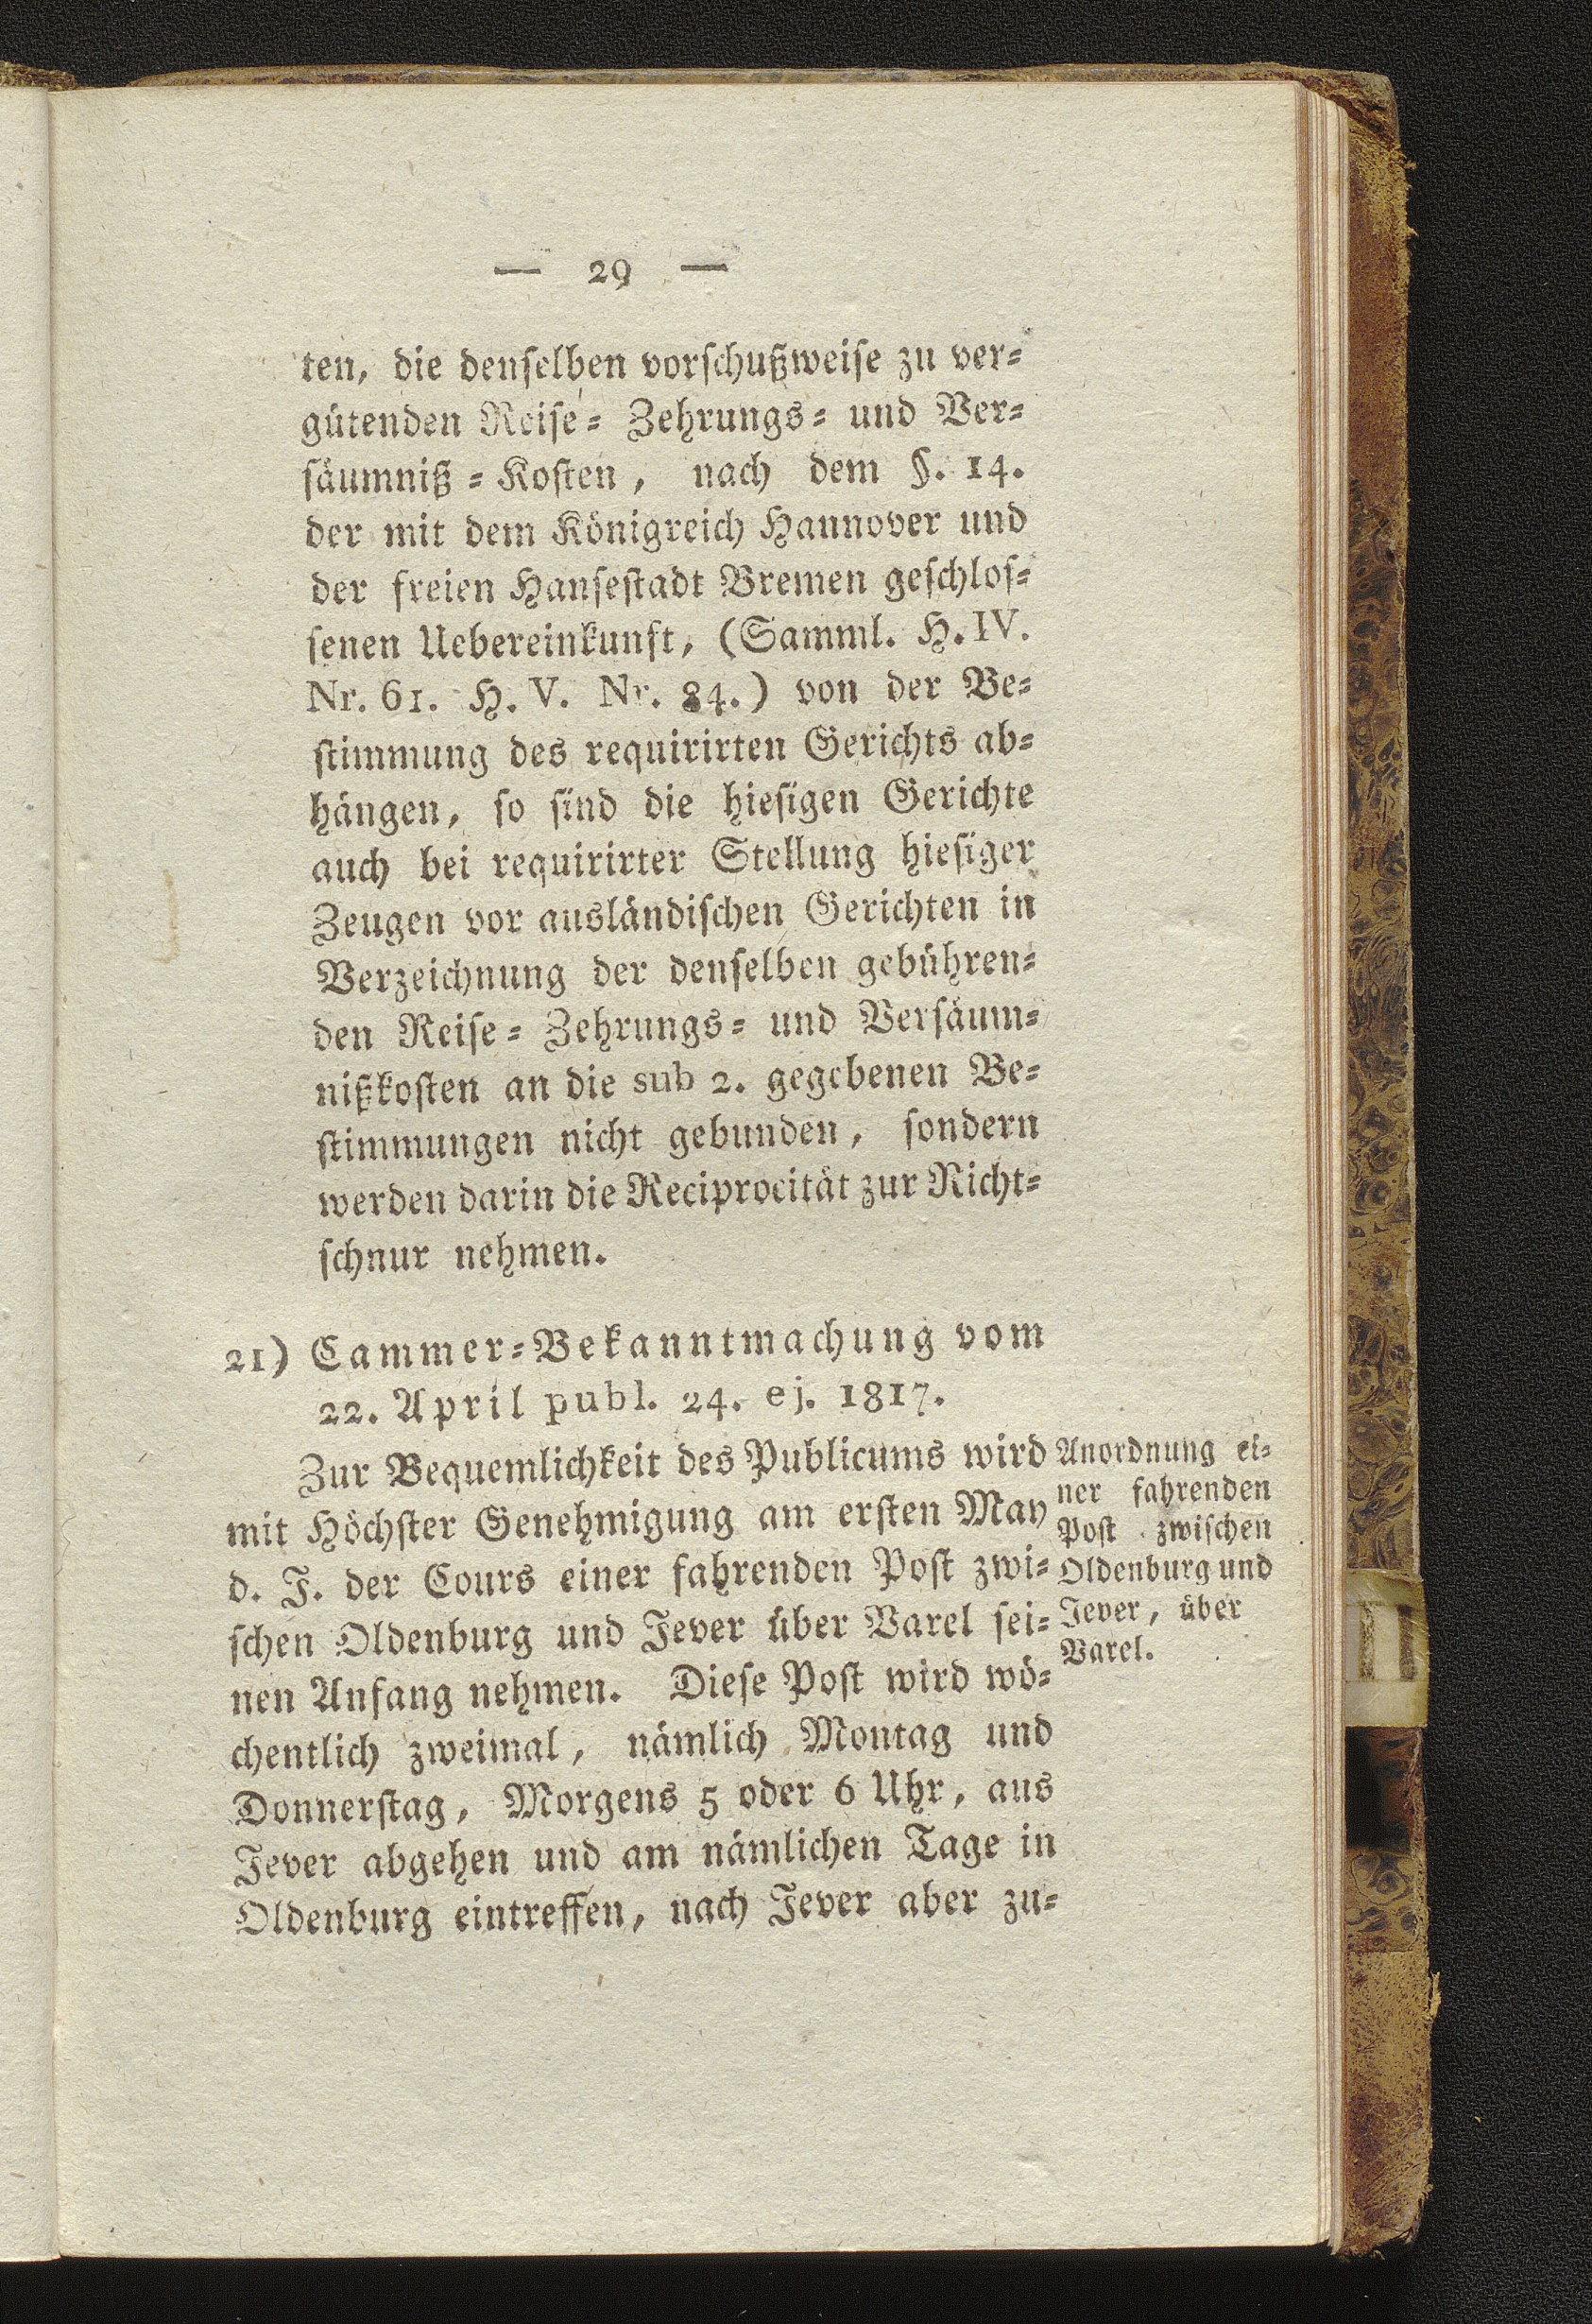 — 29 —
ten, die denselben vorschußweise zu ver-
gütenden Reise- Zehrungs- und Ver-
säumniß-Kosten, nach dem §. 14.
der mit dem Königreich Hannover und
der freien Hansestadt Bremen geschlos-
senen Uebereinkunft, (Samml. H. IV.
Nr. 61. H. V. Nr. 84.) von der Be-
stimmung des requirirten Gerichts ab-
hängen, so sind die hiesigen Gerichte
auch bei requirirter Stellung hiesiger
Zeugen vor ausländischen Gerichten in
Verzeichnung der denselben gebühren-
den Reise- Zehrungs- und Versäum-
nißkosten an die sub 2. gegebenen Be-
stimmungen nicht gebunden, sondern
werden darin die Reciprocität zur Richt-
schnur nehmen.
21) Cammer-Bekanntmachung vom
22. April publ. 24. ej. 1817.
Zur Bequemlichkeit des Publicums wird
mit Höchster Genehmigung am ersten May
d. J. der Cours einer fahrenden Post zwi-
schen Oldenburg und Jever über Varel sei-
nen Anfang nehmen. Diese Post wird wö-
chentlich zweimal, nämlich Montag und
Donnerstag, Morgens 5 oder 6 Uhr, aus
Jever abgehen und am nämlichen Tage in
Oldenburg eintreffen, nach Jever aber zu-
Anordnung ei-
ner fahrenden
Post zwischen
Oldenburg und
Jever, über
Varel.